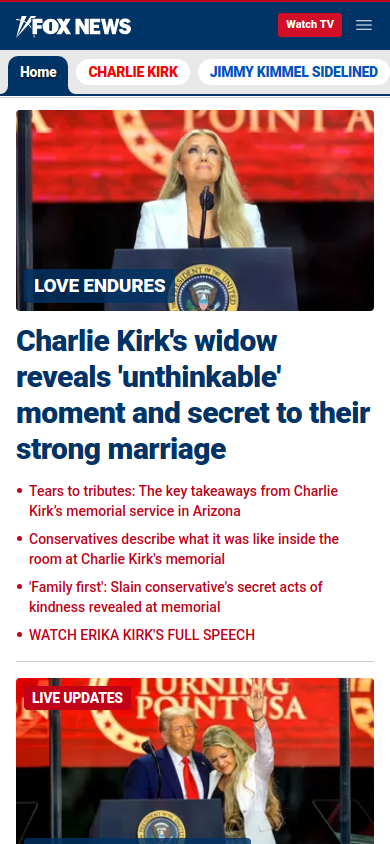 FOX NEWS
Watch TV
Home
CHARLIE KIRK
JIMMY KIMMEL SIDELINED
POINT A
LOVE ENDURES
Charlie Kirk's widow
reveals 'unthinkable'
moment and secret to their
strong marriage
Tears to tributes: The key takeaways from Charlie
Kirk’s memorial service in Arizona
Conservatives describe what it was like inside the
room at Charlie Kirk's memorial
'Family first': Slain conservative's secret acts of
kindness revealed at memorial
WATCH ERIKA KIRK'S FULL SPEECH
LIVE UPDATES
TURNING
POINT USA